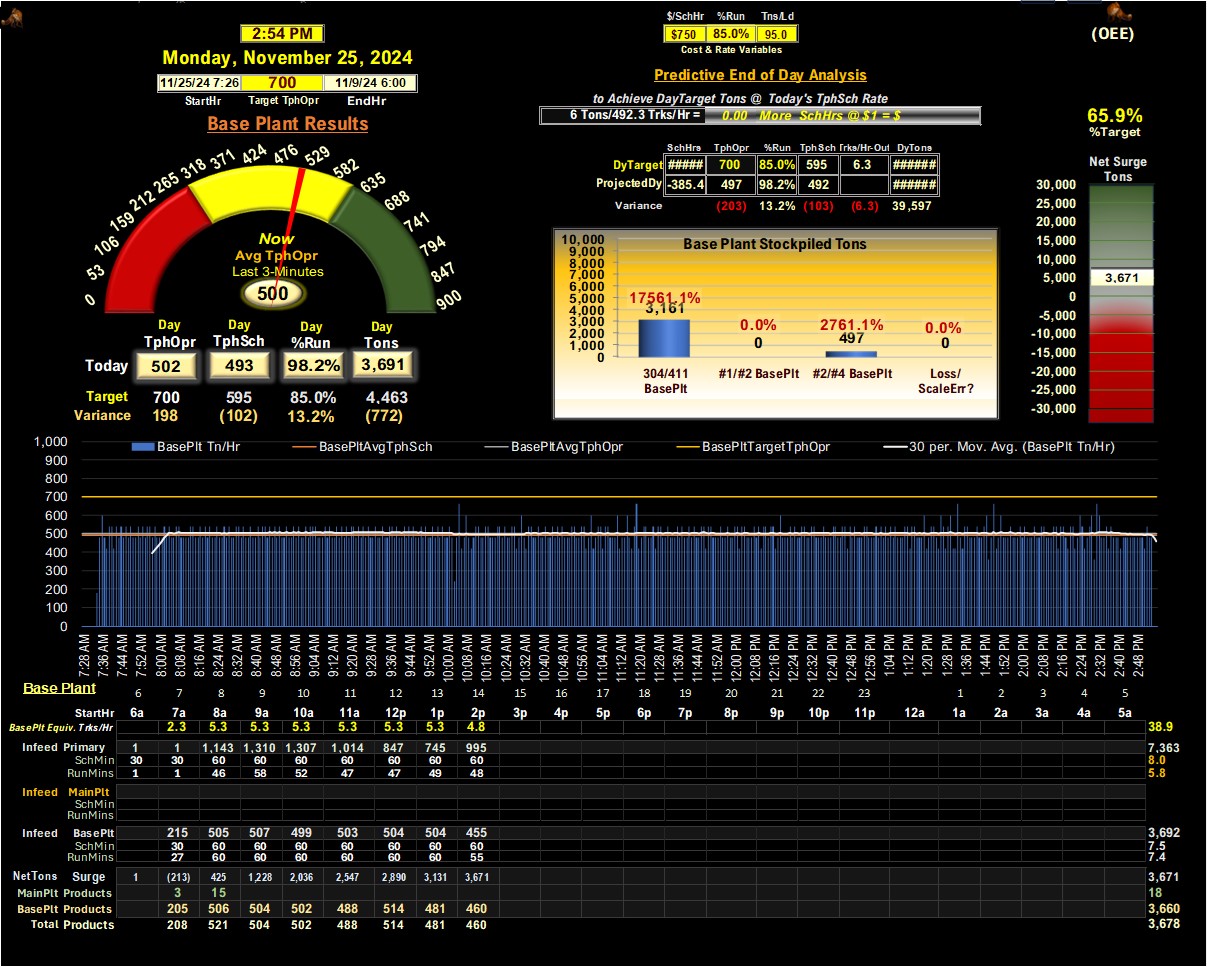 $/SchHr %Run Tns/Ld
$750 85.0% 95.0
Cost & Rate Variables
(OEE)
2:54 PM
Monday, November 25, 2024
11/25/24 7:26 700 11/9/24 6:00
StartHr Target TphOpr EndHr
Base Plant Results
Predictive End of Day Analysis
to Achieve DayTarget Tons @ Today's TphSch Rate
6 Tons/492.3 Trks/Hr = 0.00 More SchHrs @ $1 = $
65.9%
%Target
SchHrs TphOpr %Run TphSch Trks/Hr-Out DyTons
DyTarget ##### 700 85.0% 595 6.3 ######
ProjectedDy -385.4 497 98.2% 492 ######
Variance (203) 13.2% (103) (6.3) 39,597
0 53 106 159 212 265 318 371 424 476 529 582 635 688 741 794 847 900
Now
Avg TphOpr
Last 3-Minutes
500
Day Day Day Day
TphOpr TphSch %Run Tons
Today 502 493 98.2% 3,691
Target 700 595 85.0% 4,463
Variance 198 (102) 13.2% (772)
Base Plant Stockpiled Tons
10,000
9,000
8,000
7,000
6,000
5,000
4,000
3,000
2,000
1,000
0
17561.1% 0.0% 2761.1% 0.0%
3,161 0 497 0
304/411 #1/#2 BasePlt #2/#4 BasePlt Loss/
BasePlt ScaleErr?
Net Surge
Tons
30,000
25,000
20,000
15,000
10,000
5,000
0
-5,000
-10,000
-15,000
-20,000
-25,000
-30,000
3,671
BasePlt Tn/Hr BasePltAvgTphSch BasePltAvgTphOpr BasePltTargetTphOpr 30 per. Mov. Avg. (BasePlt Tn/Hr)
1,000
900
800
700
600
500
400
300
200
100
0
7:28 AM 7:36 AM 7:44 AM 7:52 AM 8:00 AM 8:08 AM 8:16 AM 8:24 AM 8:32 AM 8:40 AM 8:48 AM 8:56 AM 9:04 AM 9:12 AM 9:20 AM 9:28 AM 9:36 AM 9:44 AM 9:52 AM 10:00 AM 10:08 AM 10:16 AM 10:24 AM 10:32 AM 10:40 AM 10:48 AM 10:56 AM 11:04 AM 11:12 AM 11:20 AM 11:28 AM 11:36 AM 11:44 AM 11:52 AM 12:00 PM 12:08 PM 12:16 PM 12:24 PM 12:32 PM 12:40 PM 12:48 PM 12:56 PM 1:04 PM 1:12 PM 1:20 PM 1:28 PM 1:36 PM 1:44 PM 1:52 PM 2:00 PM 2:08 PM 2:16 PM 2:24 PM 2:32 PM 2:40 PM 2:48 PM
Base Plant 6 7 8 9 10 11 12 13 14 15 16 17 18 19 20 21 22 23 1 2 3 4 5
StartHr 6a 7a 8a 9a 10a 11a 12p 1p 2p 3p 4p 5p 6p 7p 8p 9p 10p 11p 12a 1a 2a 3a 4a 5a
BasePlt Equiv. Trks/Hr 2.3 5.3 5.3 5.3 5.3 5.3 5.3 4.8 38.9
Infeed Primary 1 1 1,143 1,310 1,307 1,014 847 745 995 7,363
SchMin 30 30 60 60 60 60 60 60 60 8.0
RunMins 1 1 46 58 52 47 47 49 48 5.8
Infeed MainPlt
SchMin
RunMins
Infeed BasePlt 215 505 507 499 503 504 504 455 3,692
SchMin 30 60 60 60 60 60 60 60 7.5
RunMins 27 60 60 60 60 60 60 55 7.4
NetTons Surge 1 (213) 425 1,228 2,036 2,547 2,890 3,131 3,671 3,671
MainPlt Products 3 15 18
BasePlt Products 205 506 504 502 488 514 481 460 3,660
Total Products 208 521 504 502 488 514 481 460 3,678